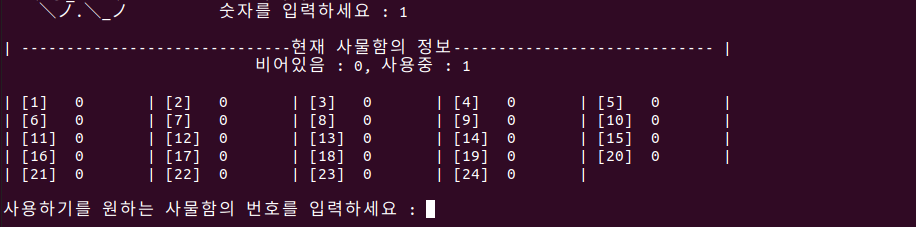 ＼ノ.＼_ノ 숫자를 입력하세요 : 1
| ------------------------------현재 사물함의 정보----------------------------- |
비어있음 : 0, 사용중 : 1
| [1] 0 | [2] 0 | [3] 0 | [4] 0 | [5] 0 |
| [6] 0 | [7] 0 | [8] 0 | [9] 0 | [10] 0 |
| [11] 0 | [12] 0 | [13] 0 | [14] 0 | [15] 0 |
| [16] 0 | [17] 0 | [18] 0 | [19] 0 | [20] 0 |
| [21] 0 | [22] 0 | [23] 0 | [24] 0 |
사용하기를 원하는 사물함의 번호를 입력하세요 :